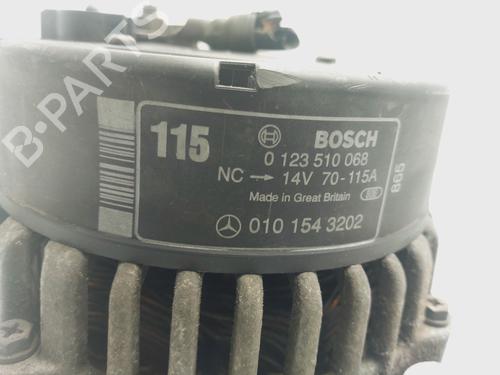 B-PARTS
115
BOSCH
0 123 510 068
NC → 14V 70-115A
Made in Great Britain
010 154 3202
865